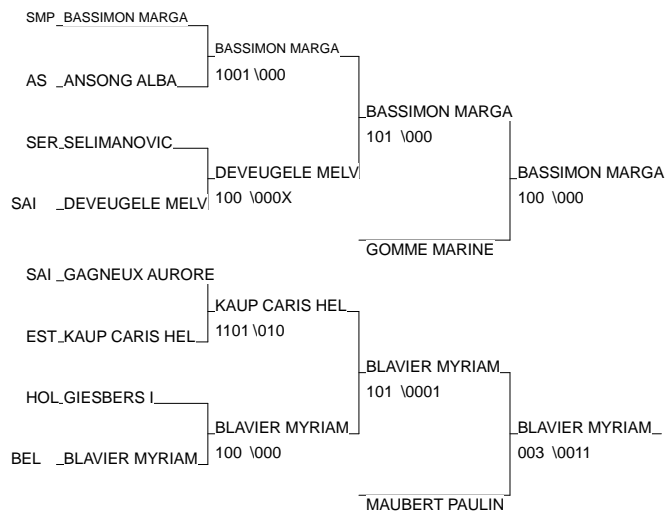 SMP BASSIMON MARGA
BASSIMON MARGA
1001 \000
AS ANSONG ALBA
BASSIMON MARGA
101 \000
SER SELIMANOVIC
DEVEUGELE MELV
100 \000X
SAI DEVEUGELE MELV
BASSIMON MARGA
100 \000
GOMME MARINE
SAI GAGNEUX AURORE
KAUP CARIS HEL
1101 \010
EST KAUP CARIS HEL
BLAVIER MYRIAM
101 \0001
HOL GIESBERS I
BLAVIER MYRIAM
100 \000
BEL BLAVIER MYRIAM
BLAVIER MYRIAM
003 \0011
MAUBERT PAULIN